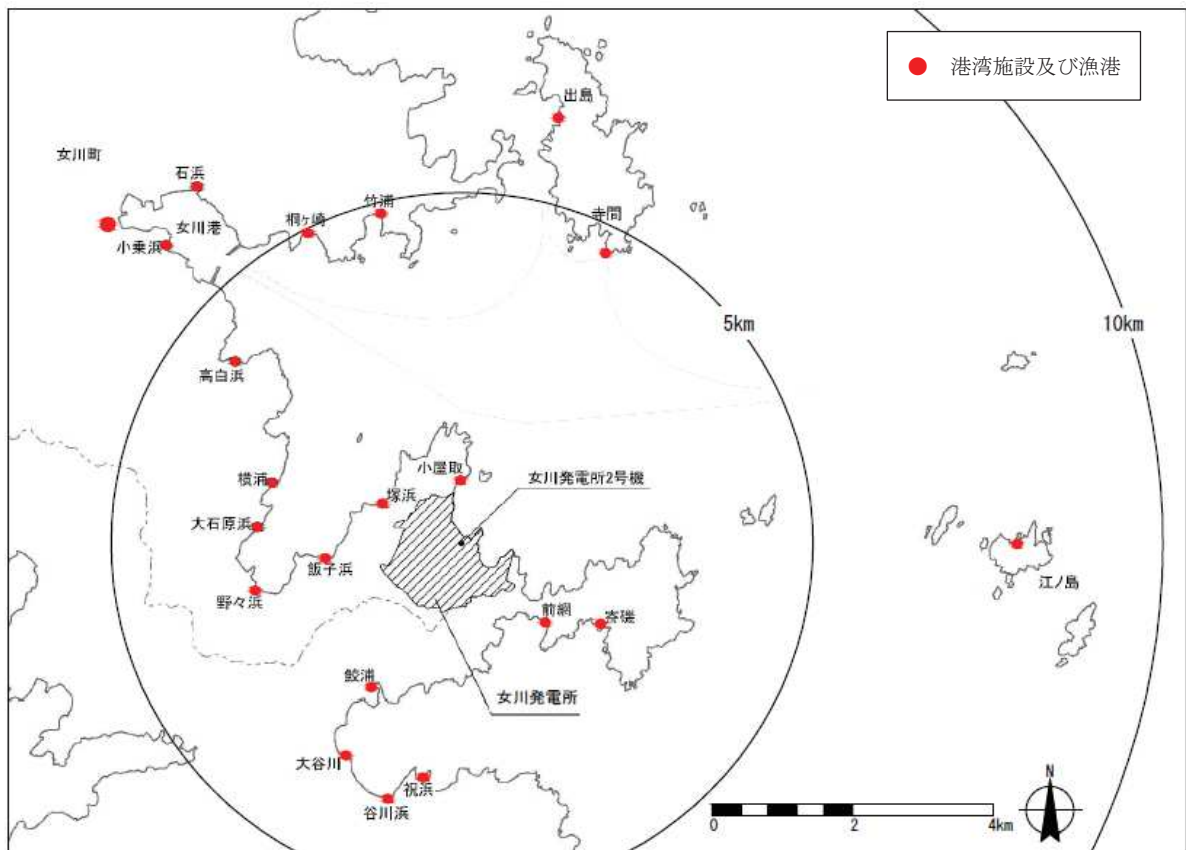 港湾施設及び漁港
出島
女川町
石浜
竹浦
桐ヶ崎
女川港
寺間
小乗浜
5km
10km
高白浜
小屋取
女川発電所2号機
横浦
塚浜
大石原浜
飯子浜
江ノ島
野々浜
前網
寄磯
鮫浦
女川発電所
大谷川
祝浜
谷川浜
N
0
2
4km